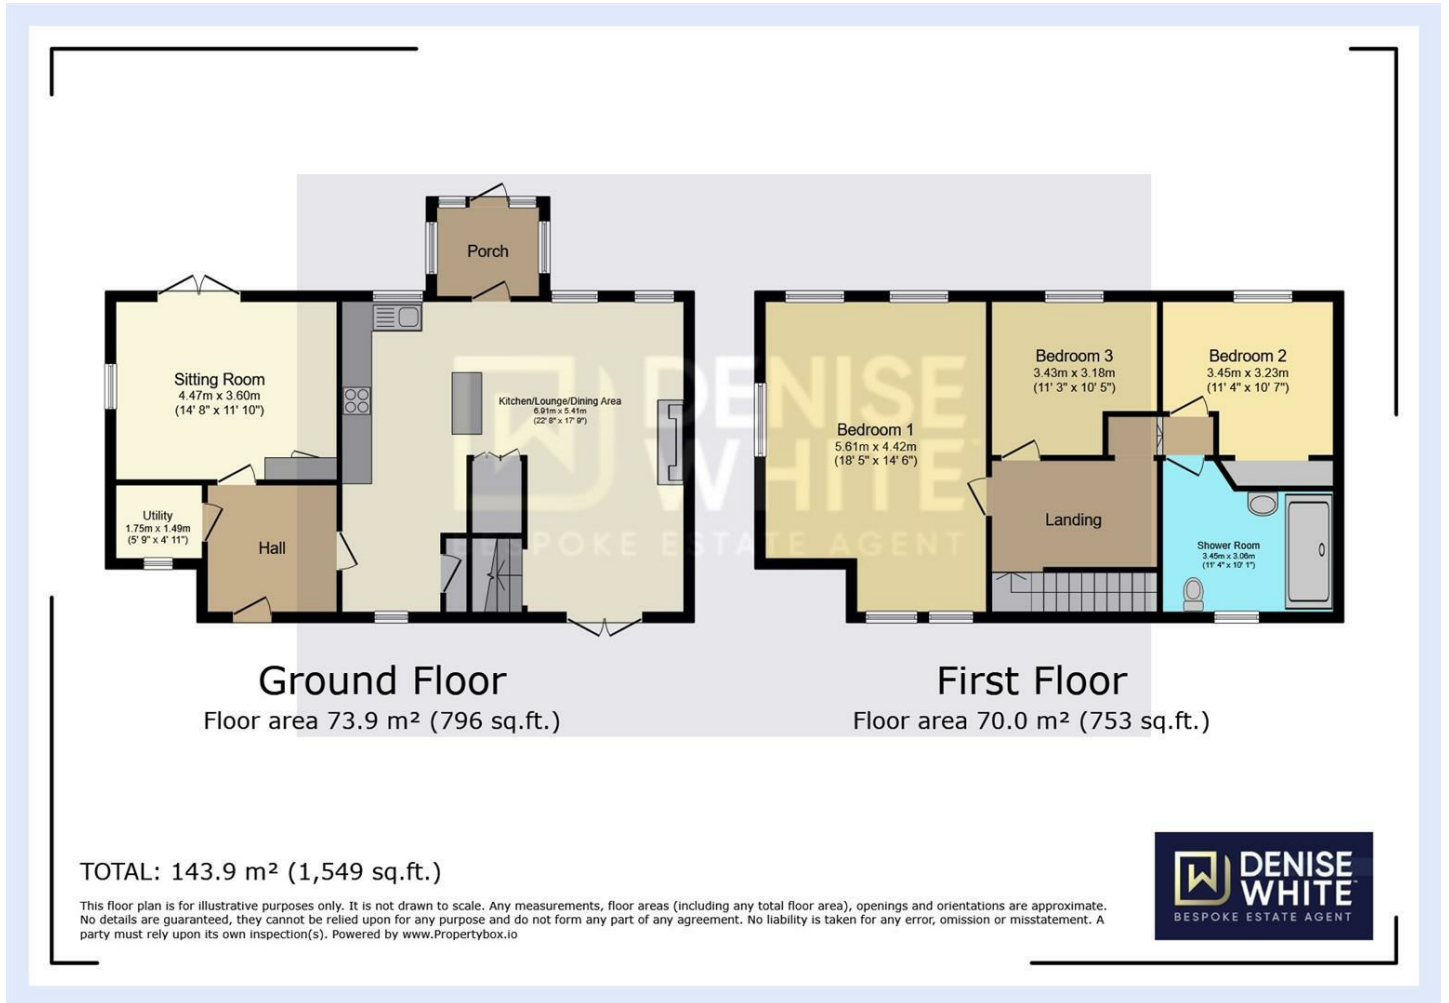 Porch
Sitting Room
4.47m x 3.60m
(14' 8" x 11' 10")
Kitchen/Lounge/Dining Area
6.91m x 5.41m
(22' 8" x 17' 9")
Utility
1.75m x 1.49m
(5' 9" x 4' 11")
Hall
Bedroom 1
5.61m x 4.42m
(18' 5" x 14' 6")
Bedroom 3
3.43m x 3.18m
(11' 3" x 10' 5")
Bedroom 2
3.45m x 3.23m
(11' 4" x 10' 7")
Landing
Shower Room
3.45m x 3.06m
(11' 4" x 10' 1")
DENISE
WHITE
BESPOKE ESTATE AGENT
Ground Floor
Floor area 73.9 m² (796 sq.ft.)
First Floor
Floor area 70.0 m² (753 sq.ft.)
TOTAL: 143.9 m² (1,549 sq.ft.)
This floor plan is for illustrative purposes only. It is not drawn to scale. Any measurements, floor areas (including any total floor area), openings and orientations are approximate.
No details are guaranteed, they cannot be relied upon for any purpose and do not form any part of any agreement. No liability is taken for any error, omission or misstatement. A
party must rely upon its own inspection(s). Powered by www.Propertybox.io
DENISE
WHITE™
BESPOKE ESTATE AGENT